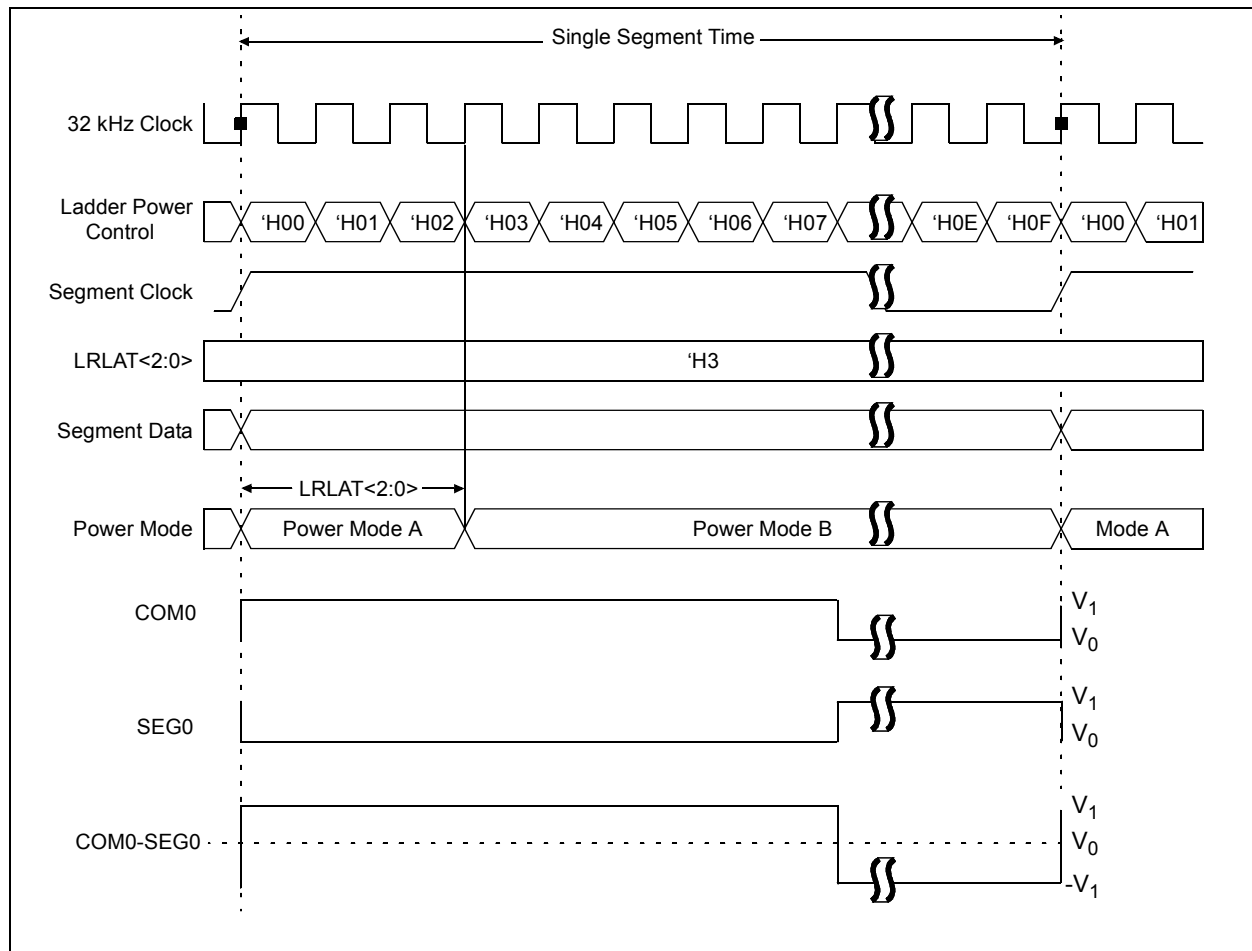 Single Segment Time
32 kHz Clock
Ladder Power
Control
‘H00 ‘H01 ‘H02 ‘H03 ‘H04 ‘H05 ‘H06 ‘H07 ‘H0E ‘H0F ‘H00 ‘H01
Segment Clock
LRLAT<2:0> ‘H3
Segment Data
LRLAT<2:0>
Power Mode Power Mode A Power Mode B Mode A
COM0 V1
V0
SEG0 V1
V0
COM0-SEG0 V1
V0
-V1